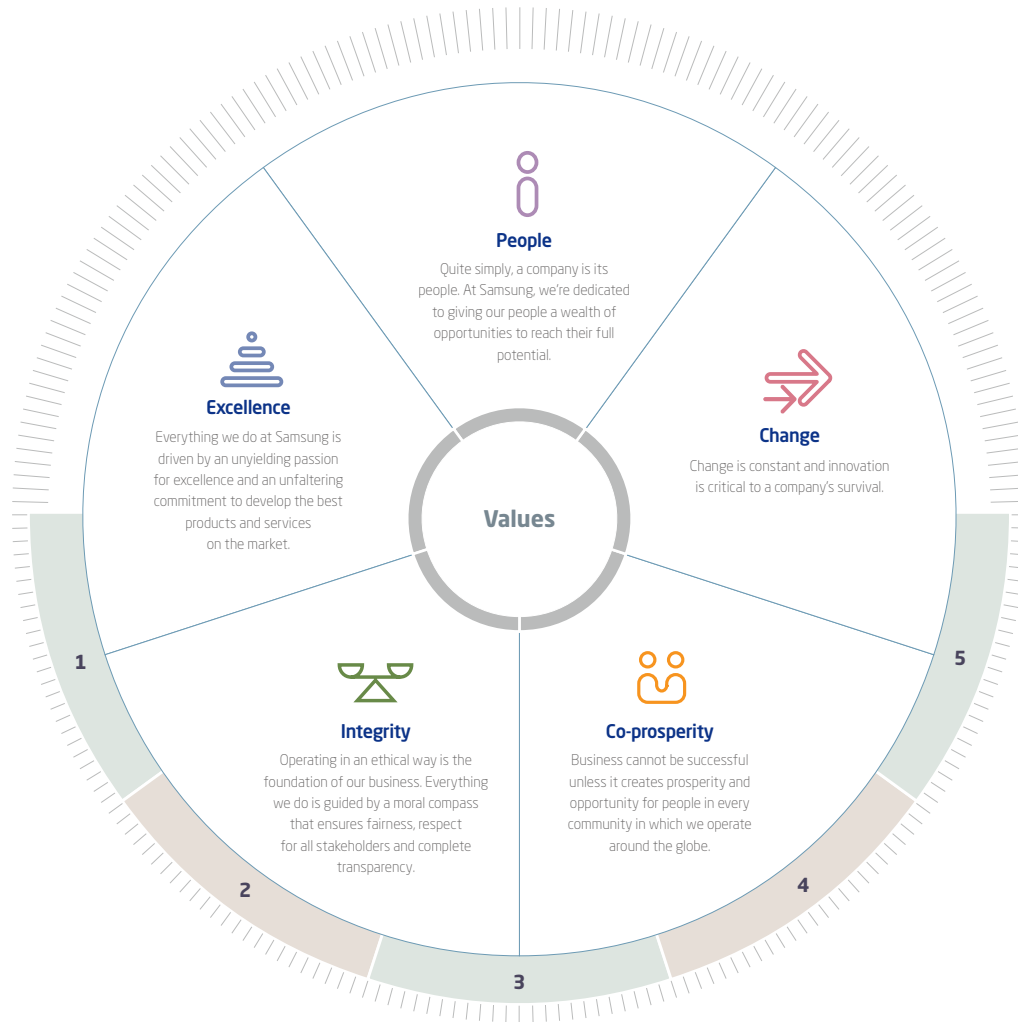 People
Quite simply, a company is its
people. At Samsung, we're dedicated
to giving our people a wealth of
opportunities to reach their full
potential.
Excellence
Everything we do at Samsung is
driven by an unyielding passion
for excellence and an unfaltering
commitment to develop the best
products and services
on the market.
Change
Change is constant and innovation
is critical to a company's survival.
Values
Integrity
Operating in an ethical way is the
foundation of our business. Everything
we do is guided by a moral compass
that ensures fairness, respect
for all stakeholders and complete
transparency.
Co-prosperity
Business cannot be successful
unless it creates prosperity and
opportunity for people in every
community in which we operate
around the globe.
1
2
3
4
5